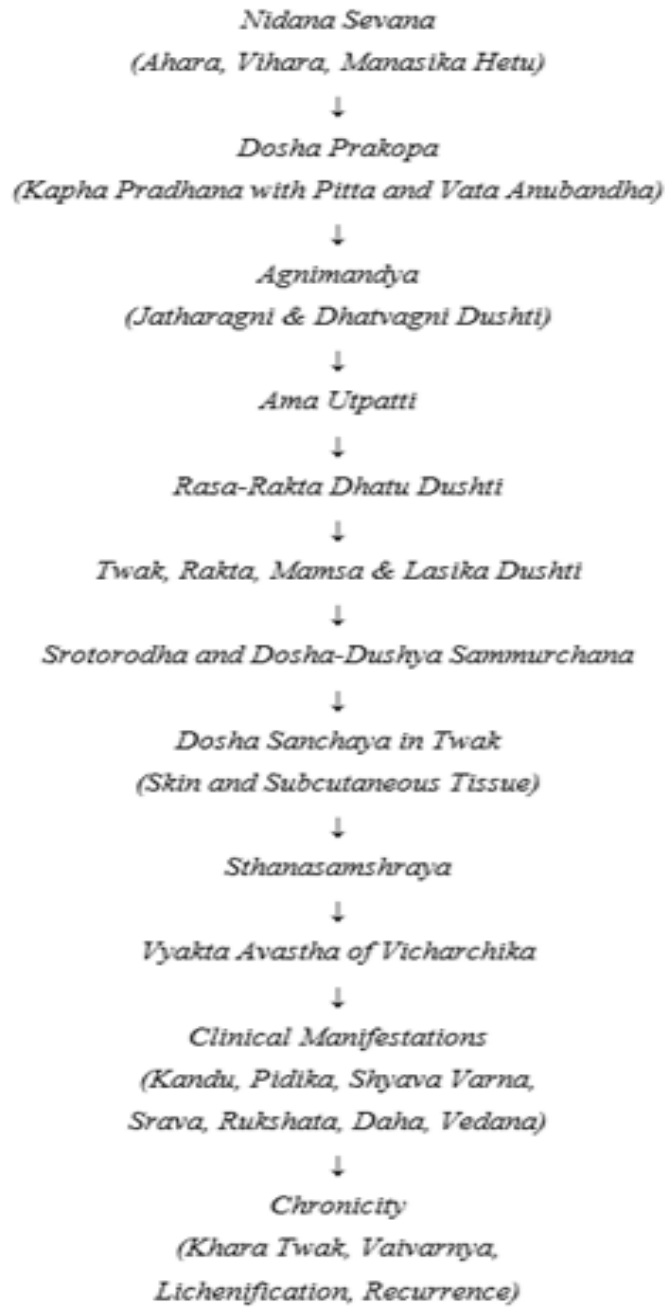 Nidana Sevana
(Ahara, Vihara, Manasika Hetu)
↓
Dosha Prakopa
(Kapha Pradhana with Pitta and Vata Anubandha)
↓
Agnimandya
(Jatharagni & Dhatvagni Dushti)
↓
Ama Utpatti
↓
Rasa-Rakta Dhatu Dushti
↓
Twak, Rakta, Mamsa & Lasika Dushti
↓
Srotorodha and Dosha-Dushya Sammurchana
↓
Dosha Sanchaya in Twak
(Skin and Subcutaneous Tissue)
↓
Sthanasamshraya
↓
Vyakta Avastha of Vicharchika
↓
Clinical Manifestations
(Kandu, Pidika, Shyava Varna,
Srava, Rukshata, Daha, Vedana)
↓
Chronicity
(Khara Twak, Vaivarnya,
Lichenification, Recurrence)